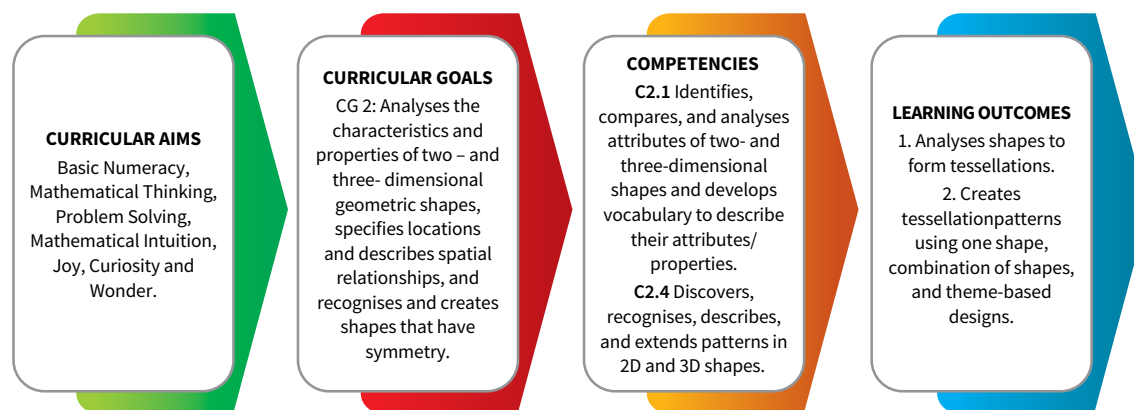 CURRICULAR AIMS
Basic Numeracy,
Mathematical Thinking,
Problem Solving,
Mathematical Intuition,
Joy, Curiosity and
Wonder.
CURRICULAR GOALS
CG 2: Analyses the
characteristics and
properties of two – and
three- dimensional
geometric shapes,
specifies locations
and describes spatial
relationships, and
recognises and creates
shapes that have
symmetry.
COMPETENCIES
C2.1 Identifies,
compares, and analyses
attributes of two- and
three-dimensional
shapes and develops
vocabulary to describe
their attributes/
properties.
C2.4 Discovers,
recognises, describes,
and extends patterns in
2D and 3D shapes.
LEARNING OUTCOMES
1. Analyses shapes to
form tessellations.
2. Creates
tessellationpatterns
using one shape,
combination of shapes,
and theme-based
designs.